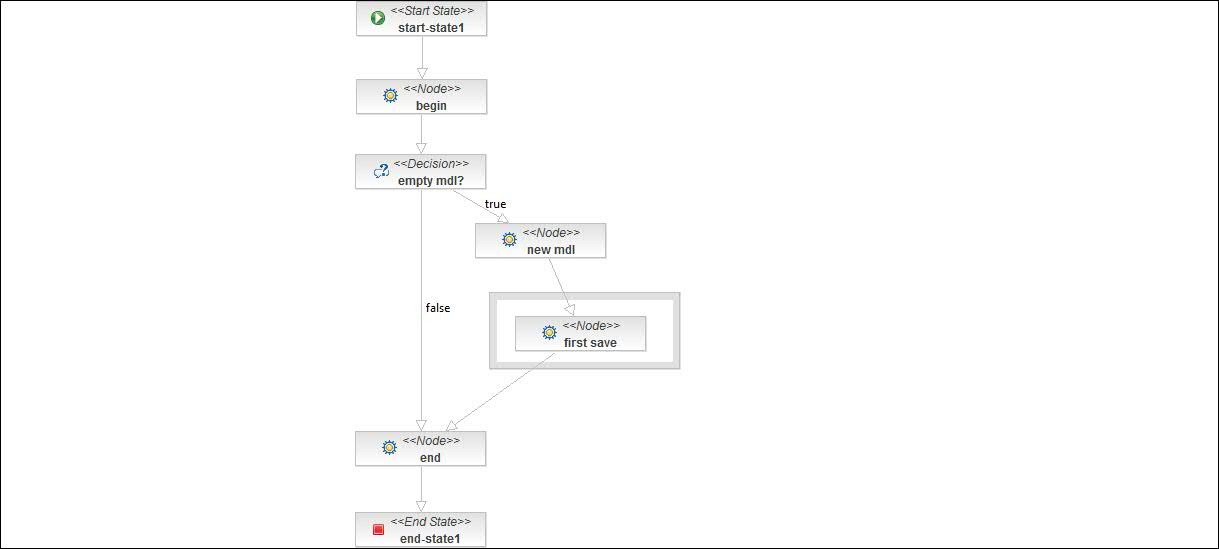 <<Start State>>
start-state1
<<Node>>
begin
<<Decision>>
empty mdl?
true
<<Node>>
new mdl
false
<<Node>>
first save
<<Node>>
end
<<End State>>
end-state1